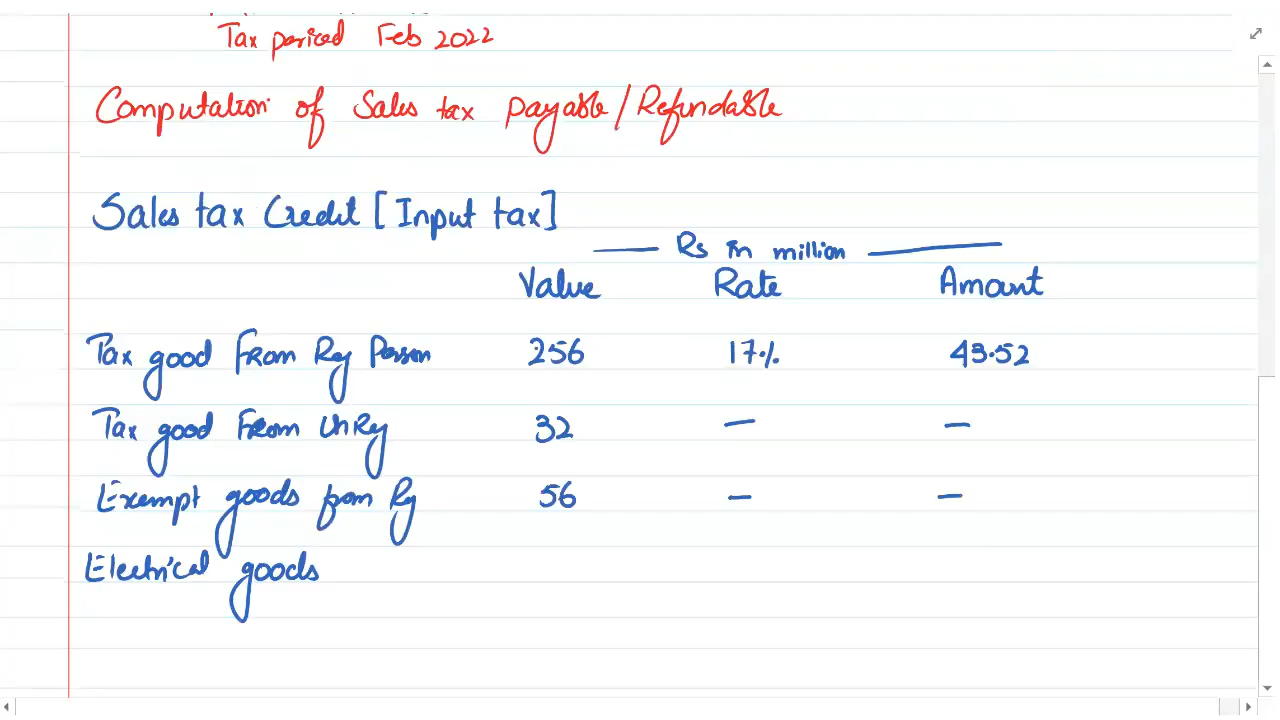 Tax period Feb 2022
Computation of Sales tax payable/Refundable
Sales tax Credit [Input tax]
Rs in million
Value Rate Amount
Tax good From Reg Person 256 17.% 43.52
Tax good From UnReg 32 — —
Exempt goods from Reg 56 — —
Electrical goods